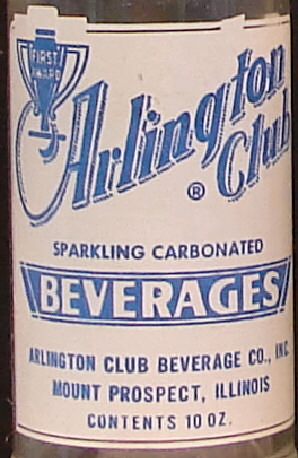 FIRST
AWARD
Arlington
Club
®
SPARKLING CARBONATED
BEVERAGES
ARLINGTON CLUB BEVERAGE CO., INC.
MOUNT PROSPECT, ILLINOIS
CONTENTS 10 OZ.